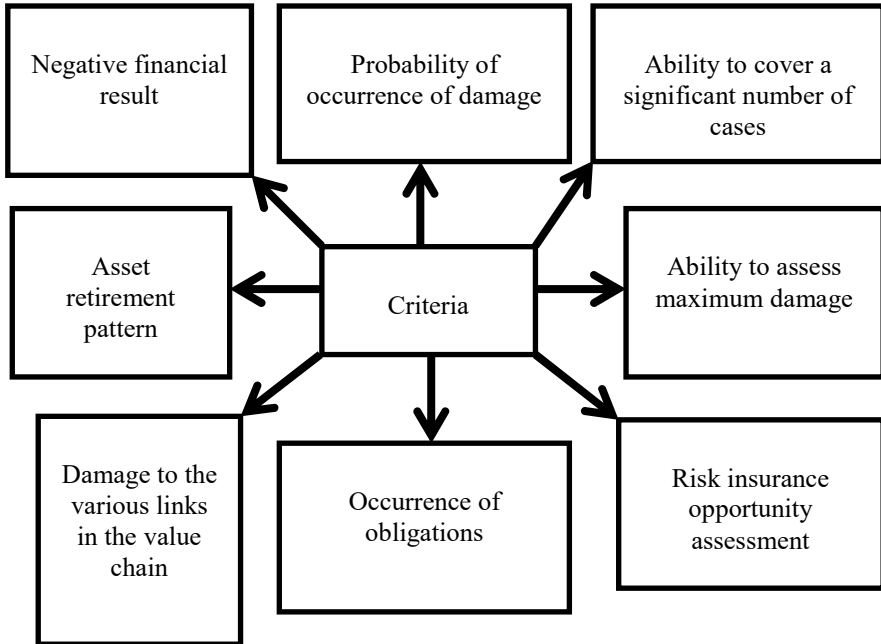 Negative financial
result
Probability of
occurrence of damage
Ability to cover a
significant number of
cases
Asset
retirement
pattern
Criteria
Ability to assess
maximum damage
Damage to the
various links
in the value
chain
Occurrence of
obligations
Risk insurance
opportunity
assessment